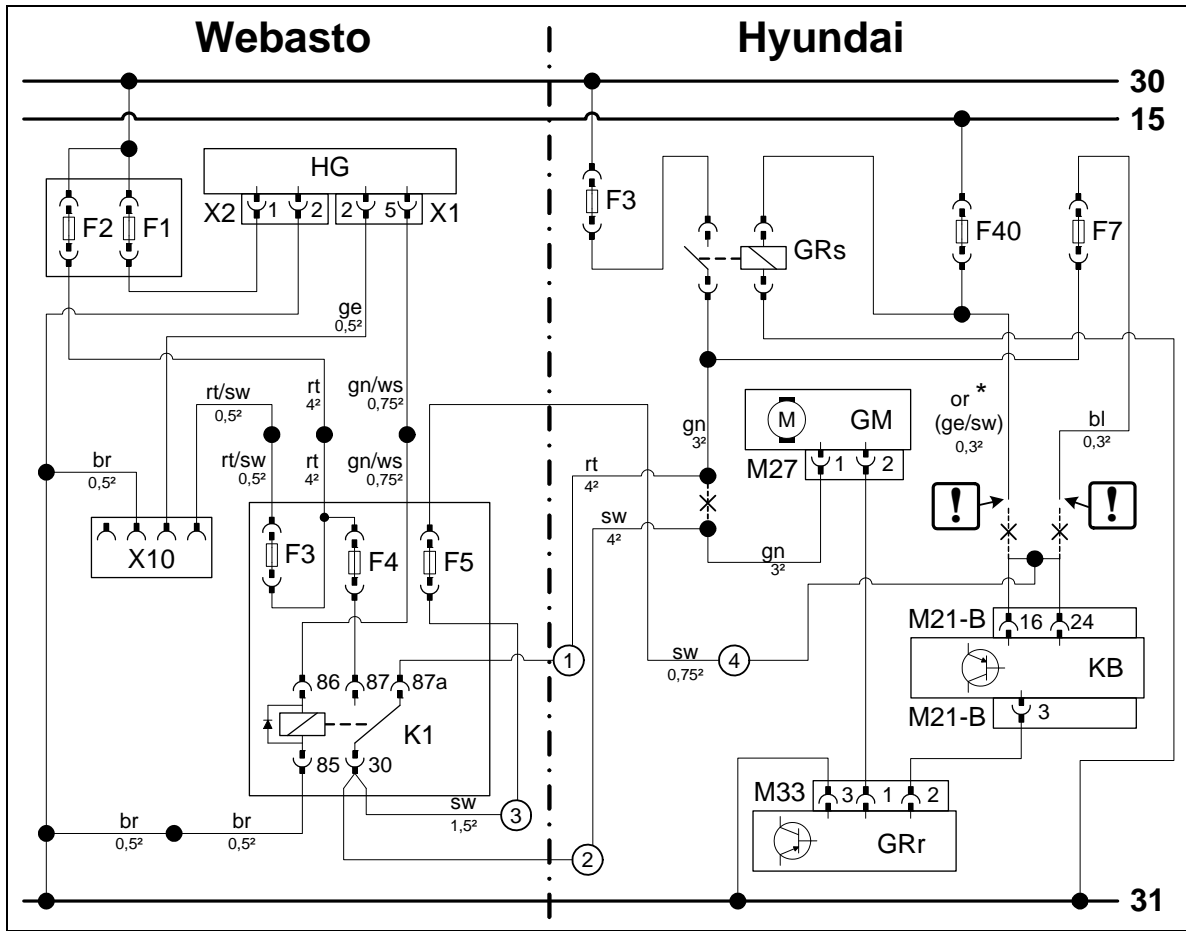 Webasto
Hyundai
30
15
HG
X2
1
2
2
5
X1
F2
F1
F3
GRs
F40
F7
ge
0,5²
rt/sw
0,5²
rt
4²
gn/ws
0,75²
gn
3²
M
GM
or *
(ge/sw)
0,3²
bl
0,3²
br
0,5²
rt/sw
0,5²
rt
4²
gn/ws
0,75²
rt
4²
M27
1
2
!
!
sw
4²
X10
F3
F4
F5
gn
3²
M21-B
16
24
1
sw
0,75²
4
KB
86
87
87a
M21-B
3
K1
85
30
M33
3
1
2
sw
1,5²
3
br
0,5²
br
0,5²
2
GRr
31